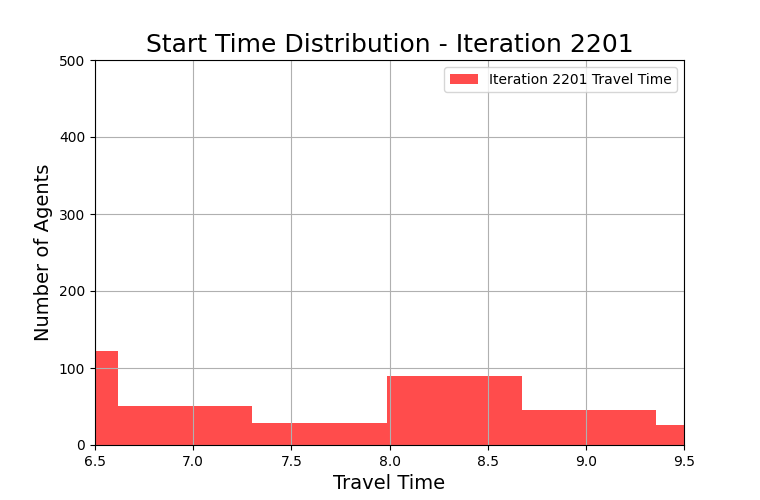 Start Time Distribution - Iteration 2201
Iteration 2201 Travel Time
Number of Agents
500
400
300
200
100
0
6.5 7.0 7.5 8.0 8.5 9.0 9.5
Travel Time